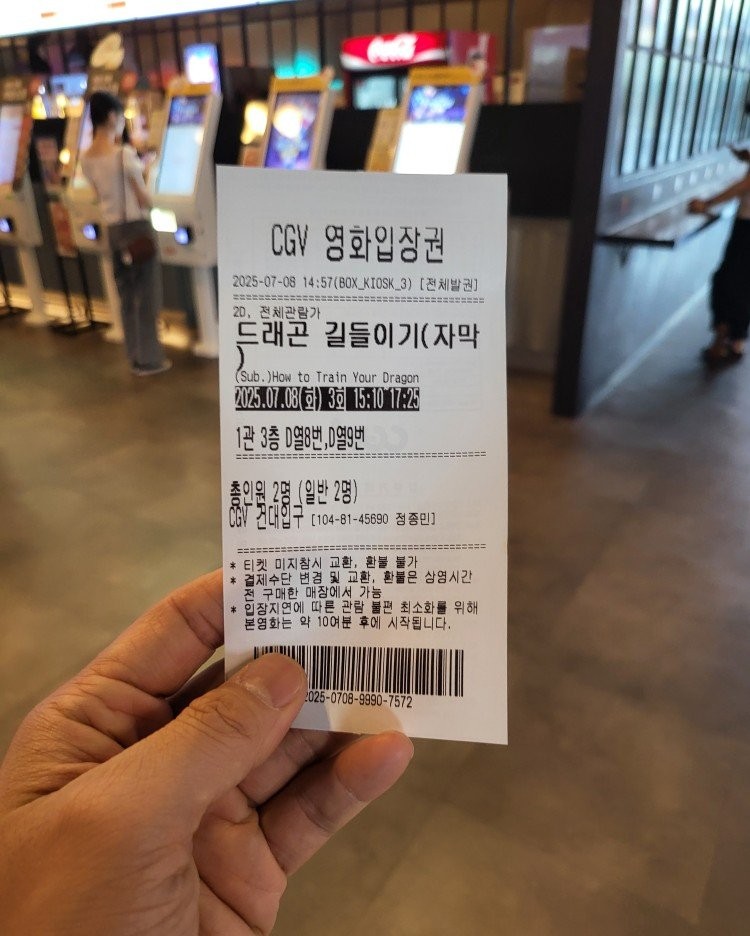 Coca-Cola
CGV 영화입장권
2025-07-08 14:57(BOX_KIOSK_3) [전체발권]
2D, 전체관람가
드래곤 길들이기(자막
)
(Sub.)How to Train Your Dragon
2025.07.08(화) 3회 15:10~17:25
1관 3층 D열8번,D열9번
총인원 2명 (일반 2명)
CGV 건대입구 [104-81-45690 정종민]
* 티켓 미지참시 교환, 환불 불가
* 결제수단 변경 및 교환, 환불은 상영시간
전 구매한 매장에서 가능
* 입장지연에 따른 관람 불편 최소화를 위해
본영화는 약 10여분 후에 시작됩니다.
2025-0708-9990-7572